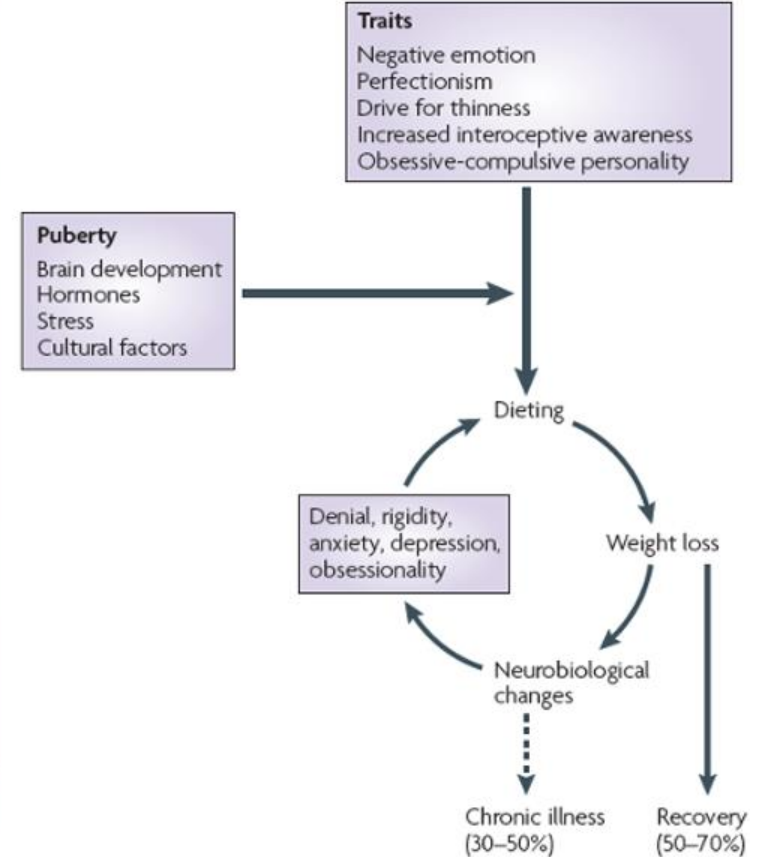 Traits
Negative emotion
Perfectionism
Drive for thinness
Increased interoceptive awareness
Obsessive-compulsive personality
Puberty
Brain development
Hormones
Stress
Cultural factors
Dieting
Denial, rigidity,
anxiety, depression,
obsessionality
Weight loss
Neurobiological
changes
Chronic illness
(30–50%)
Recovery
(50–70%)